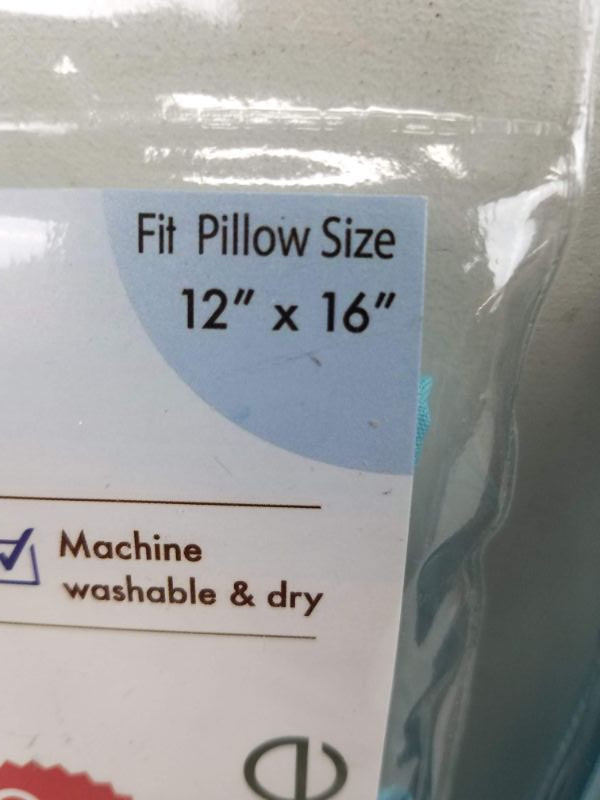 Fit Pillow Size
12” x 16”
Machine
washable & dry
e